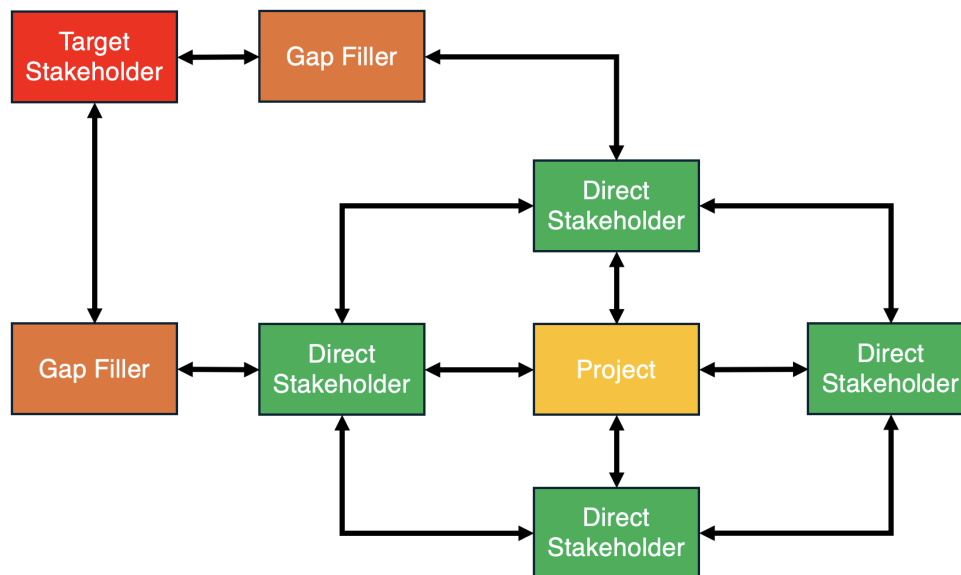 Target
Stakeholder
Gap Filler
Direct
Stakeholder
Gap Filler
Direct
Stakeholder
Project
Direct
Stakeholder
Direct
Stakeholder